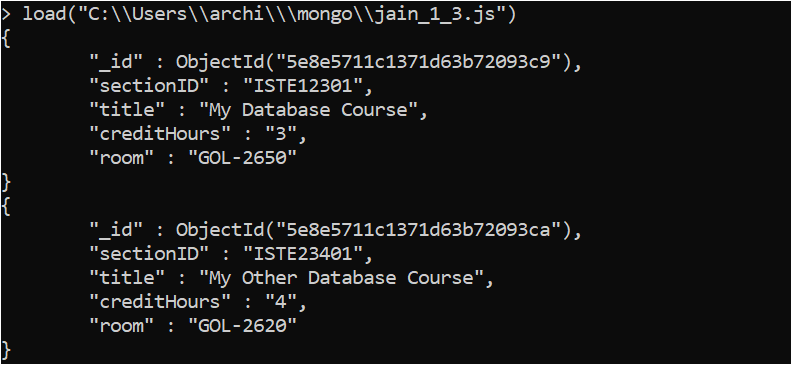 > load("C:\\Users\\archi\\\mongo\\jain_1_3.js")
{
        "_id" : ObjectId("5e8e5711c1371d63b72093c9"),
        "sectionID" : "ISTE12301",
        "title" : "My Database Course",
        "creditHours" : "3",
        "room" : "GOL-2650"
}
{
        "_id" : ObjectId("5e8e5711c1371d63b72093ca"),
        "sectionID" : "ISTE23401",
        "title" : "My Other Database Course",
        "creditHours" : "4",
        "room" : "GOL-2620"
}